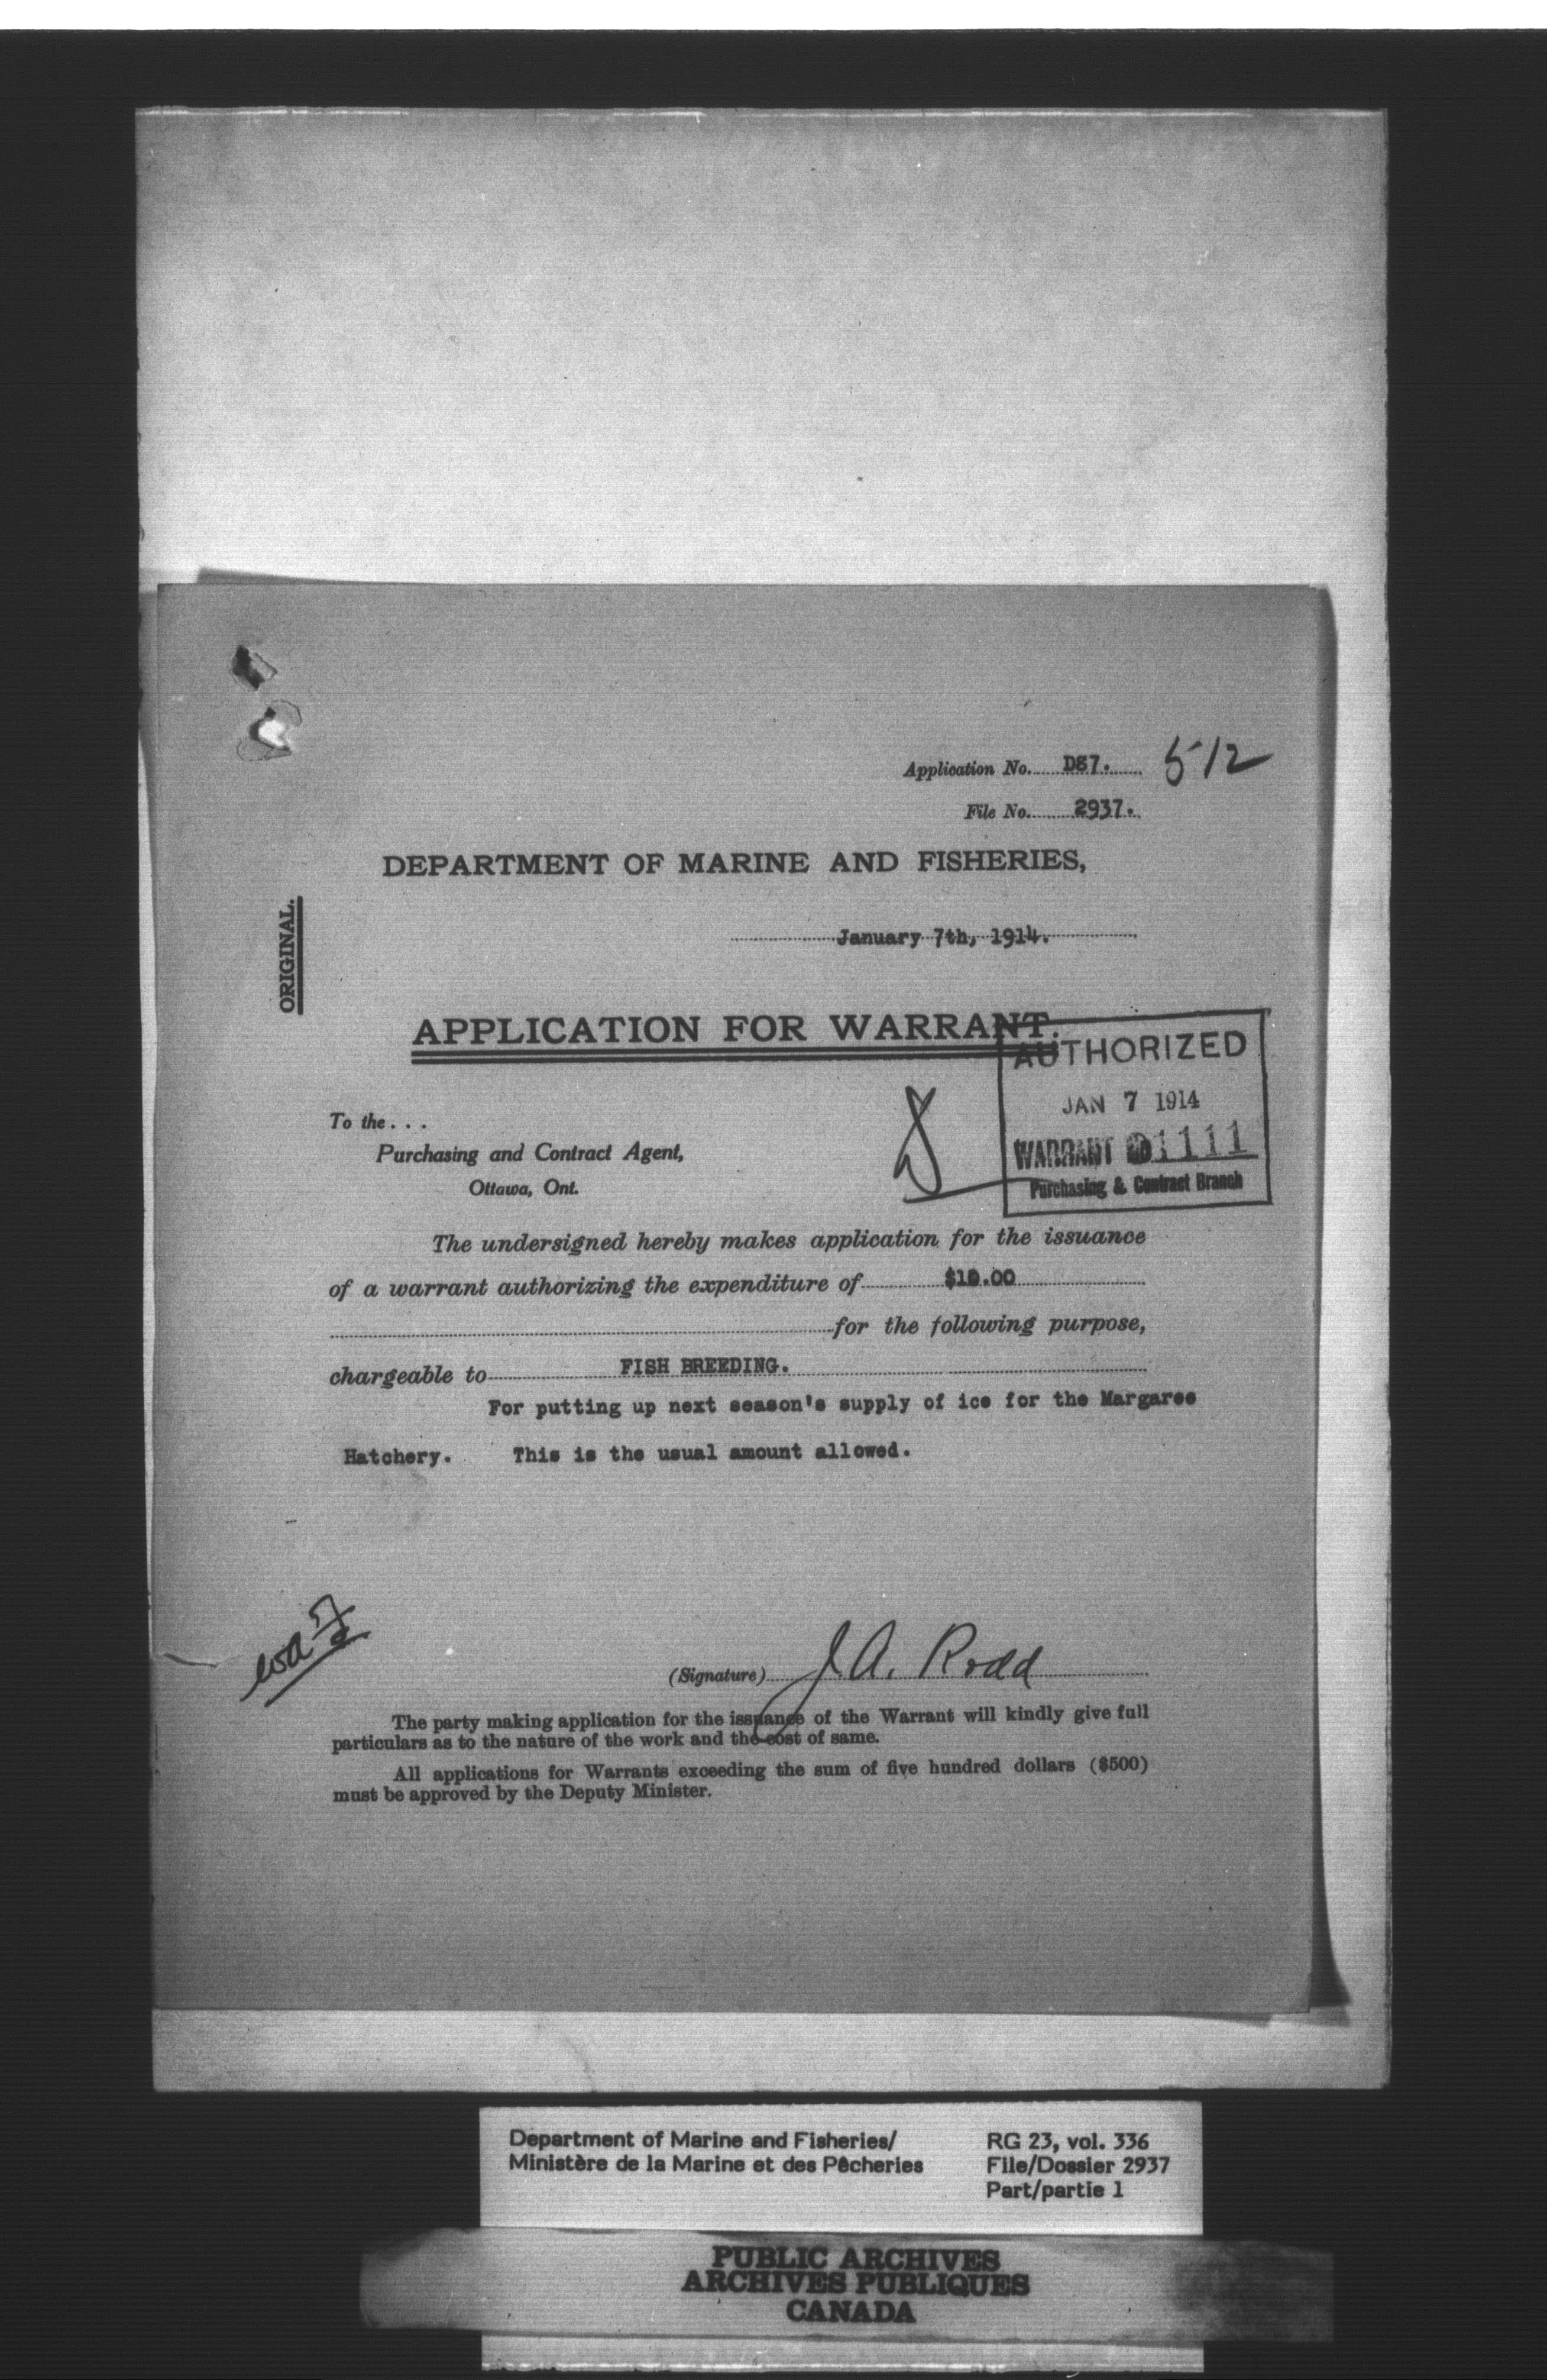 Application No. D87. 512
File No. 2937.
DEPARTMENT OF MARINE AND FISHERIES,
ORIGINAL.
January 7th, 1914.
APPLICATION FOR WARRANT.
AUTHORIZED
JAN 7 1914
WARRANT 1111
Purchasing & Contract Branch
To the . . .
Purchasing and Contract Agent,
Ottawa, Ont.
The undersigned hereby makes application for the issuance
of a warrant authorizing the expenditure of $10.00
for the following purpose,
chargeable to FISH BREEDING.
For putting up next season's supply of ice for the Margaree
Hatchery. This is the usual amount allowed.
(Signature) J. A. Rodd
The party making application for the issuance of the Warrant will kindly give full
particulars as to the nature of the work and the cost of same.
All applications for Warrants exceeding the sum of five hundred dollars ($500)
must be approved by the Deputy Minister.
Department of Marine and Fisheries/
Ministère de la Marine et des Pêcheries
RG 23, vol. 336
File/Dossier 2937
Part/partie 1
PUBLIC ARCHIVES
ARCHIVES PUBLIQUES
CANADA